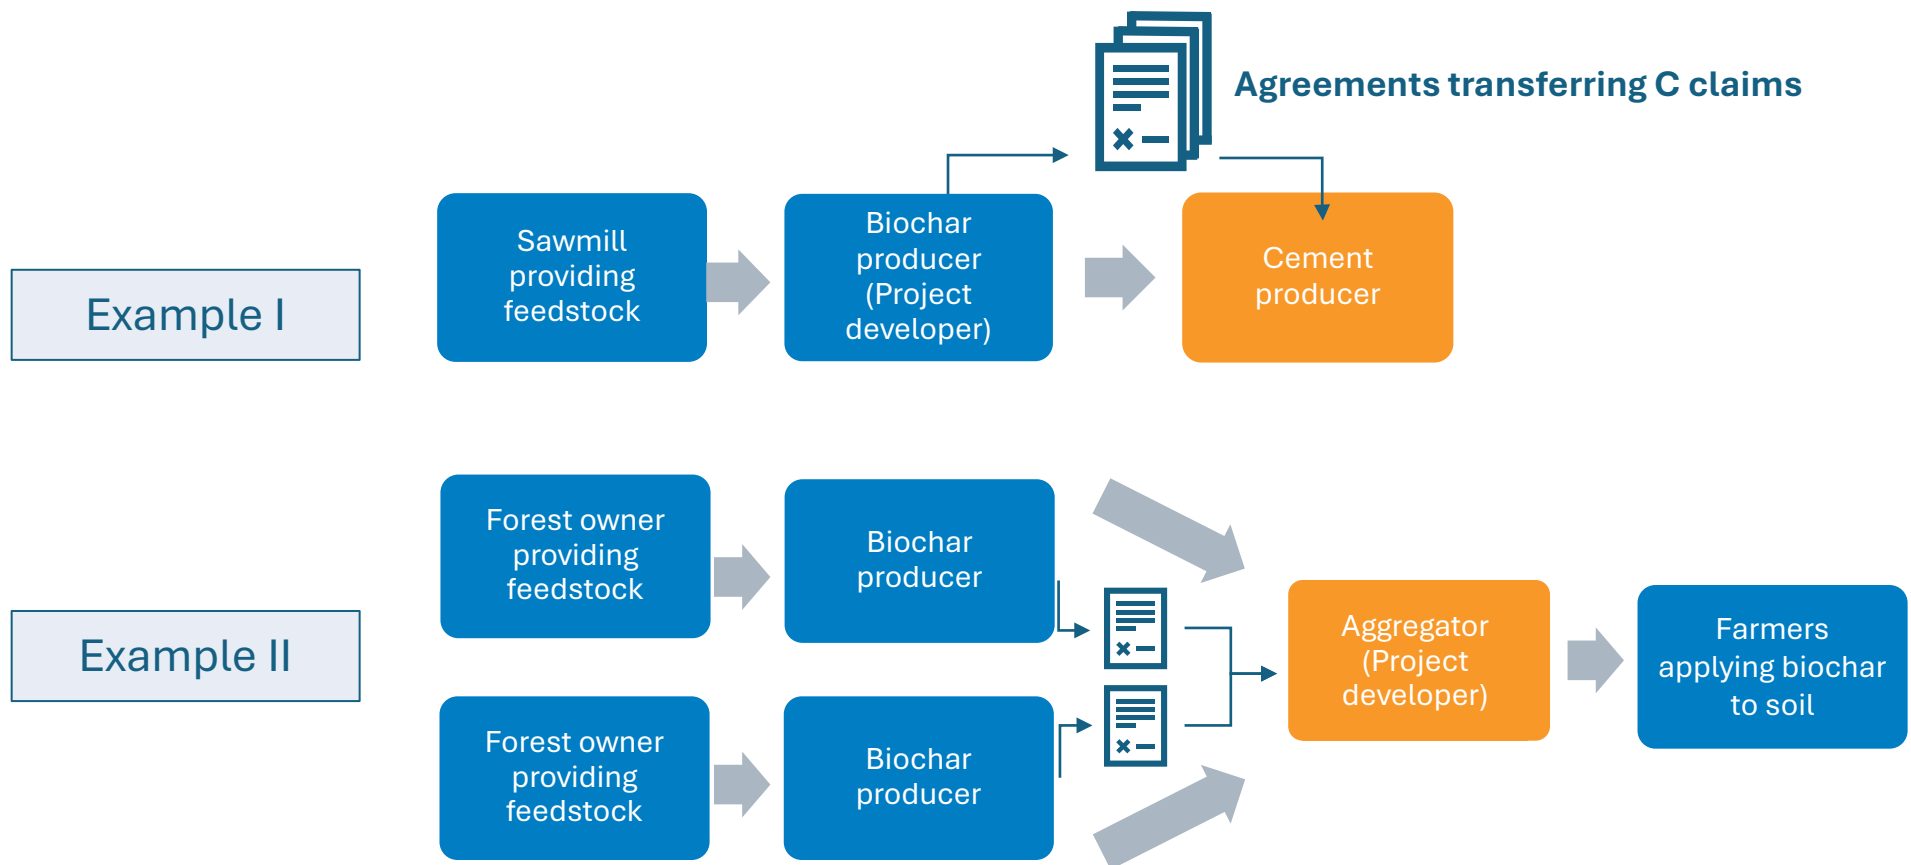 Agreements transferring C claims
Example I
Sawmill
providing
feedstock
Biochar
producer
(Project
developer)
Cement
producer
Example II
Forest owner
providing
feedstock
Biochar
producer
Forest owner
providing
feedstock
Biochar
producer
Aggregator
(Project
developer)
Farmers
applying biochar
to soil